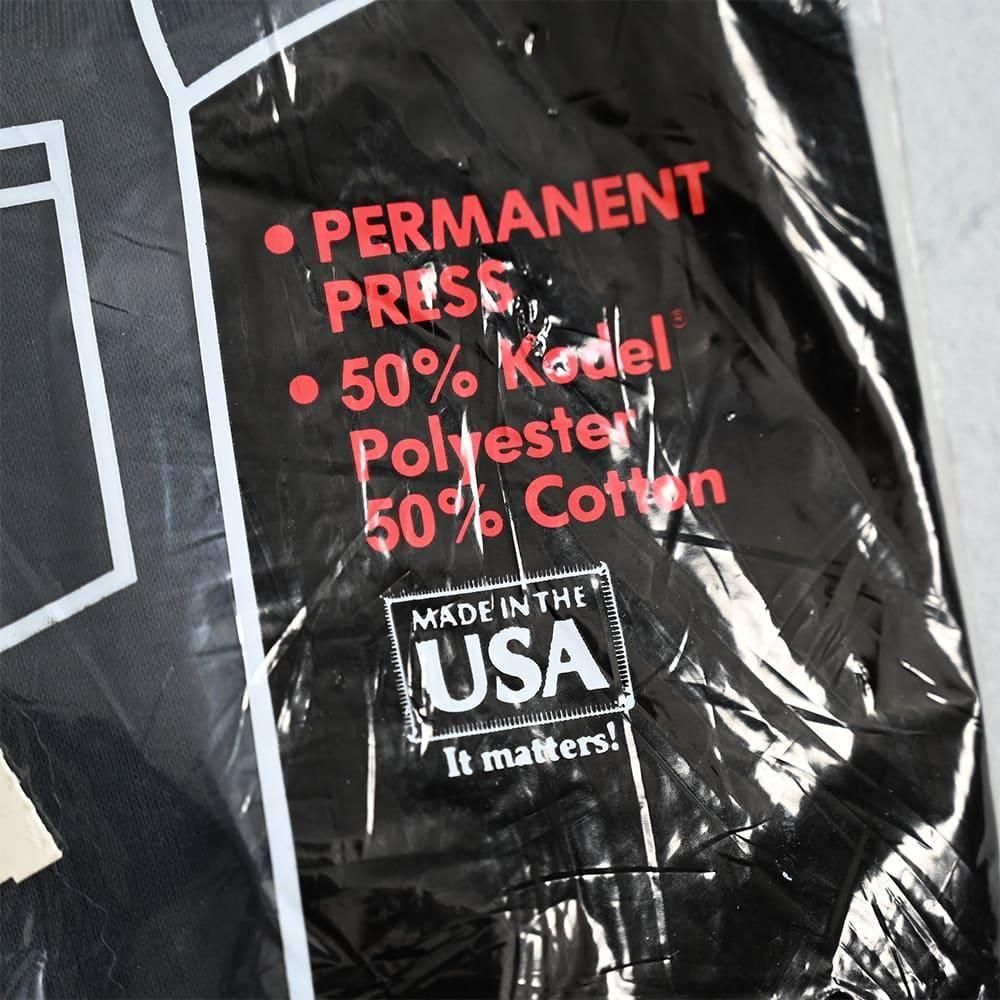 • PERMANENT
PRESS
• 50% Kodel®
Polyester
50% Cotton
MADE IN THE
USA
It matters!